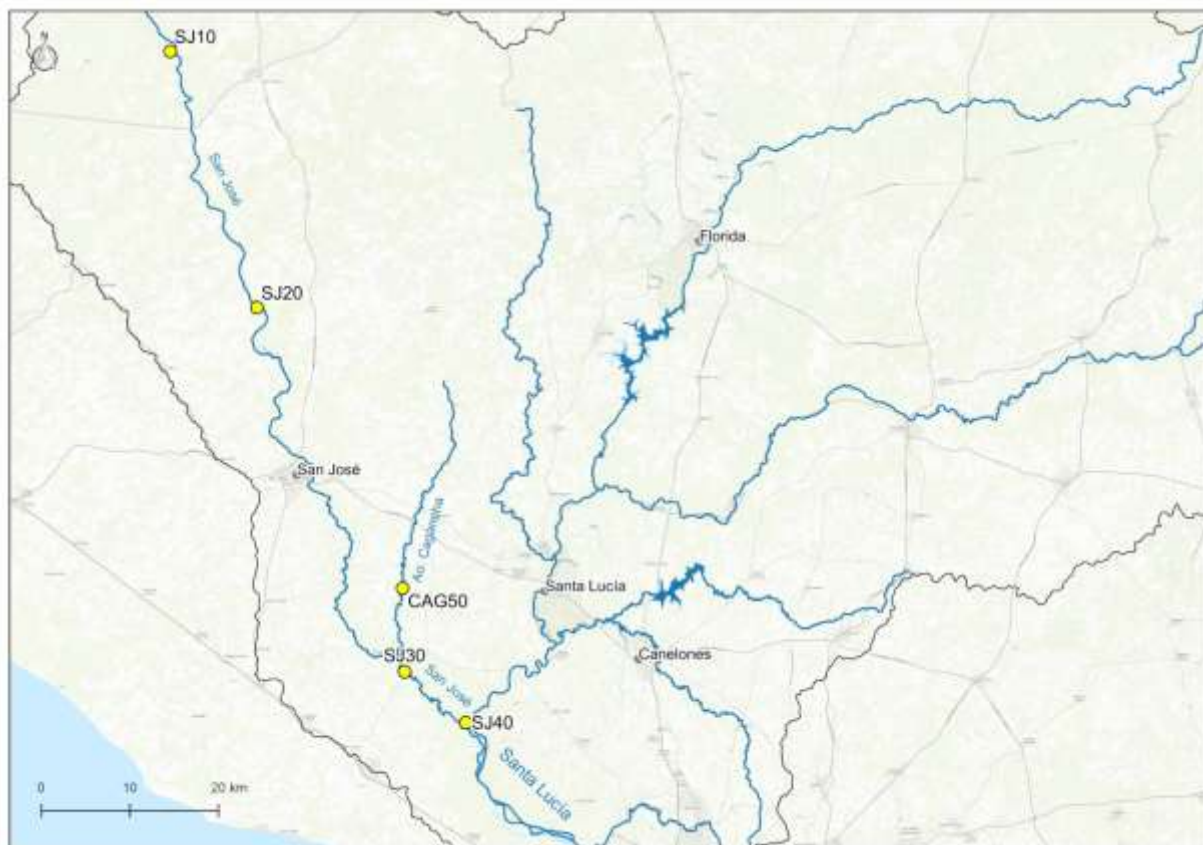 SJ10
San José
Florida
SJ20
San José
Ao. Cagancha
CAG50
Santa Lucía
SJ30
San José
Canelones
SJ40
Santa Lucía
0 10 20 km